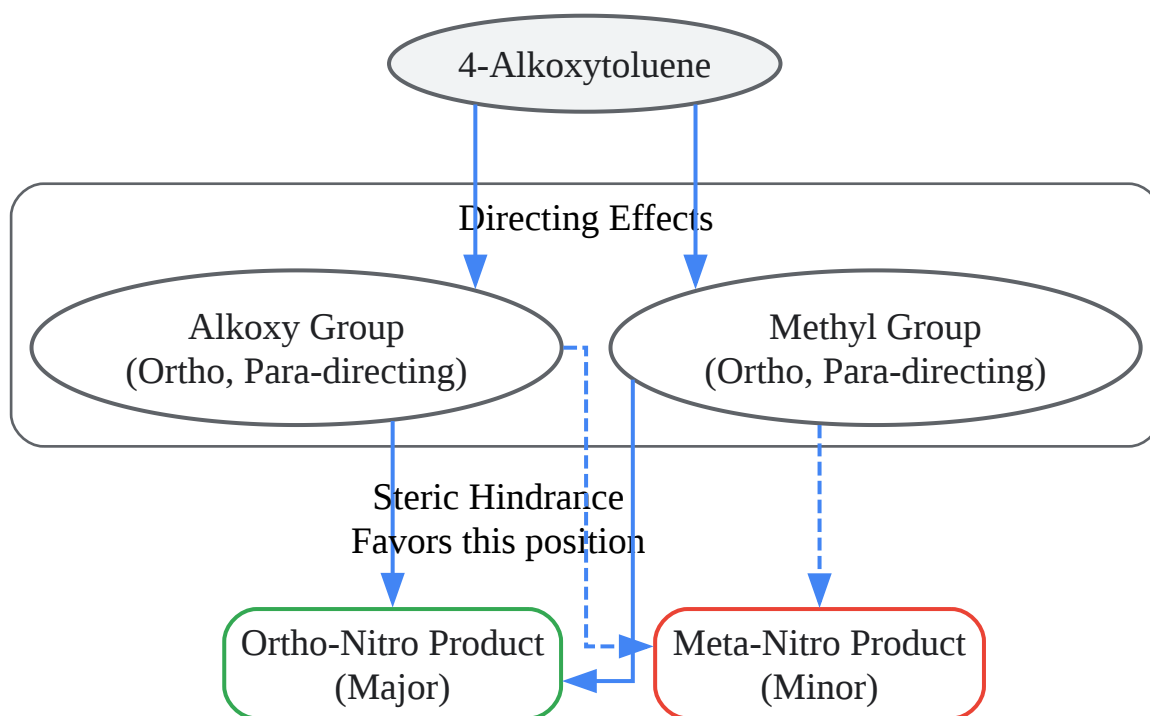 4-Alkoxytoluene
Directing Effects
Alkoxy Group
(Ortho, Para-directing)
Methyl Group
(Ortho, Para-directing)
Steric Hindrance
Favors this position
Ortho-Nitro Product
(Major)
Meta-Nitro Product
(Minor)